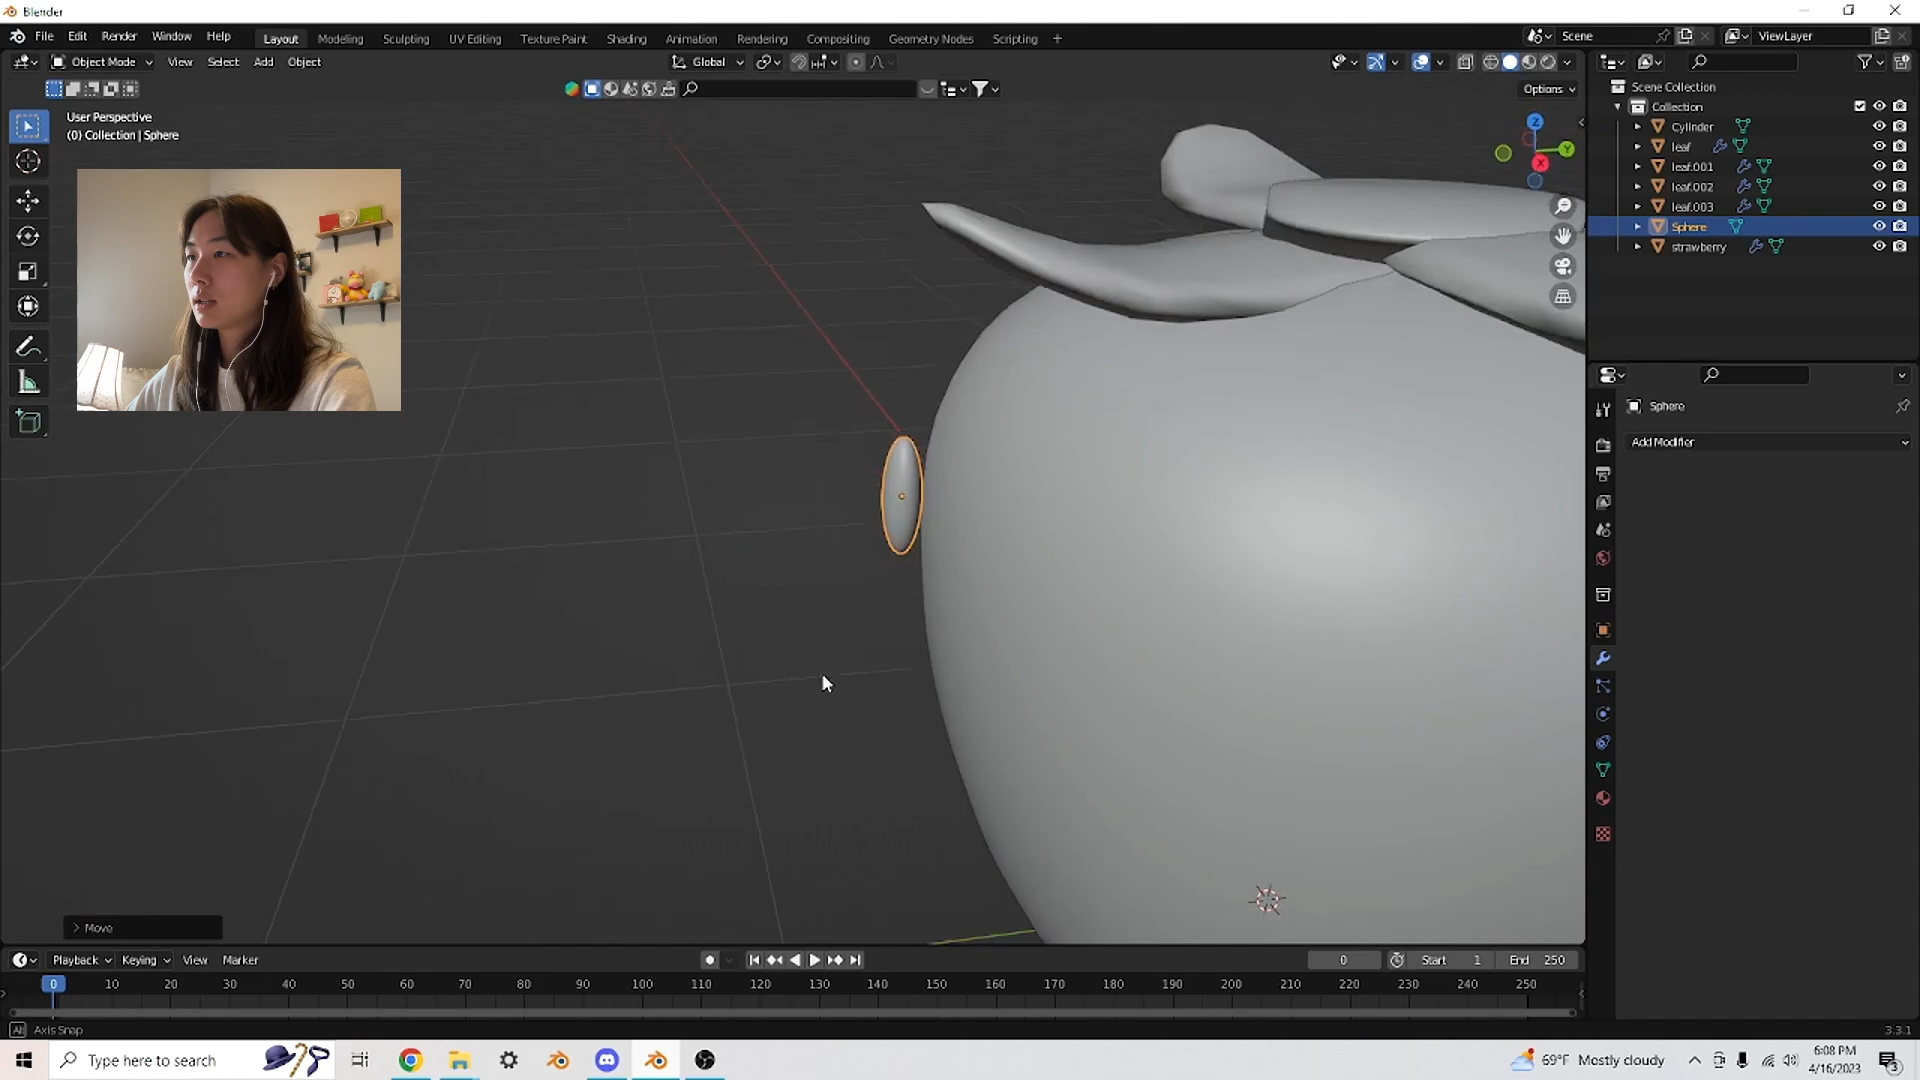 Blender
File Edit Render Window Help
Layout Modeling Sculpting UV Editing Texture Paint Shading Animation Rendering Compositing Geometry Nodes Scripting +
Scene
ViewLayer
Object Mode View Select Add Object
Global
Options
User Perspective
(0) Collection | Sphere
Z
Y
X
Scene Collection
Collection
Cylinder
leaf
leaf.001
leaf.002
leaf.003
Sphere
strawberry
Sphere
Add Modifier
Move
Playback Keying View Marker
0
Start 1
End 250
0 10 20 30 40 50 60 70 80 90 100 110 120 130 140 150 160 170 180 190 200 210 220 230 240 250
Alt Axis Snap
3.3.1
Type here to search
69°F Mostly cloudy
6:08 PM
4/16/2023
3